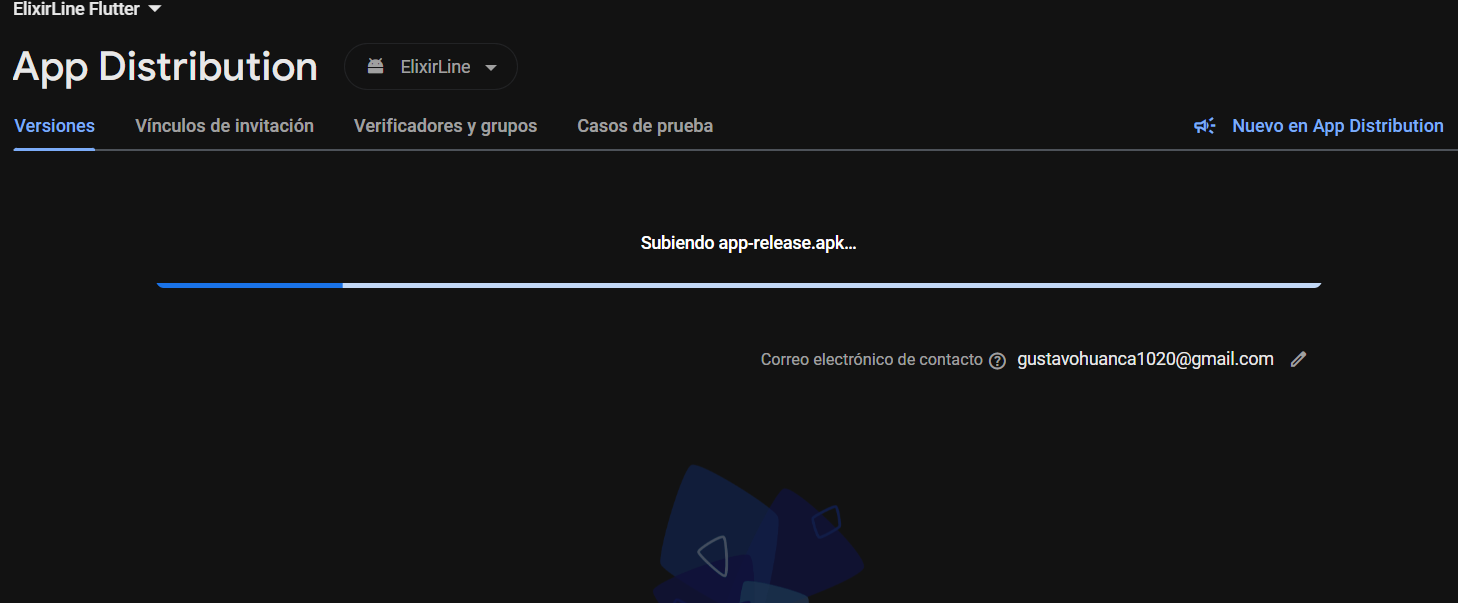 ElixirLine Flutter
App Distribution
ElixirLine
Versiones
Vínculos de invitación
Verificadores y grupos
Casos de prueba
Nuevo en App Distribution
Subiendo app-release.apk...
Correo electrónico de contacto ? gustavohuanca1020@gmail.com